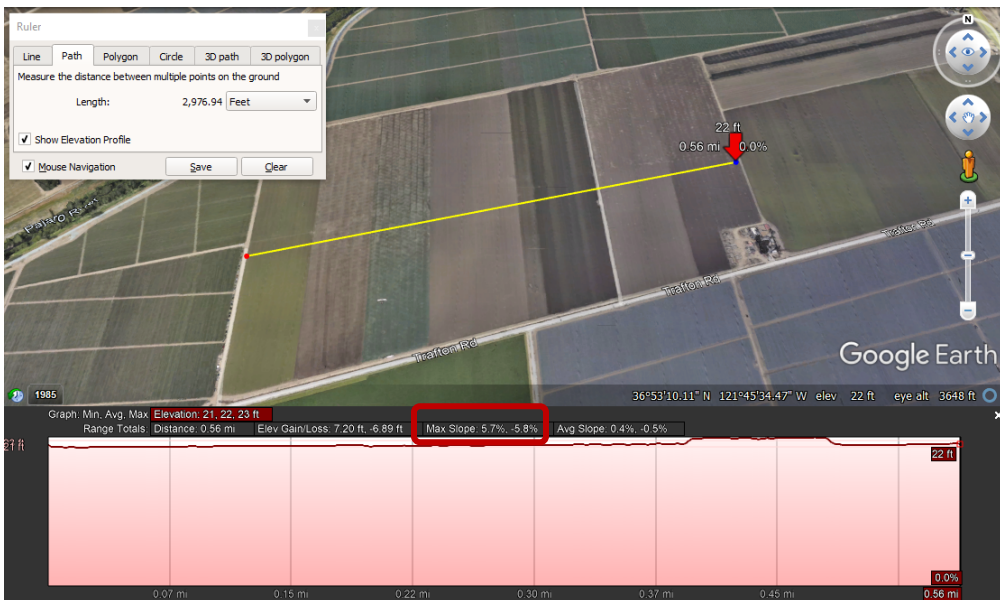 Ruler
Line Path Polygon Circle 3D path 3D polygon
Measure the distance between multiple points on the ground
Length: 2,976.94 Feet
Show Elevation Profile
Mouse Navigation Save Clear
N
22 ft
0.56 mi 0.0%
Pajaro River
Trafton Rd
Trafton Rd
Trafton Rd
Google Earth
1985
36°53'10.11" N 121°45'34.47" W elev 22 ft eye alt 3648 ft
Graph: Min, Avg, Max Elevation: 21, 22, 23 ft
Range Totals: Distance: 0.56 mi Elev Gain/Loss: 7.20 ft, -6.89 ft Max Slope: 5.7%, -5.8% Avg Slope: 0.4%, -0.5%
22 ft
0.0%
0.07 mi 0.15 mi 0.22 mi 0.30 mi 0.37 mi 0.45 mi 0.56 mi